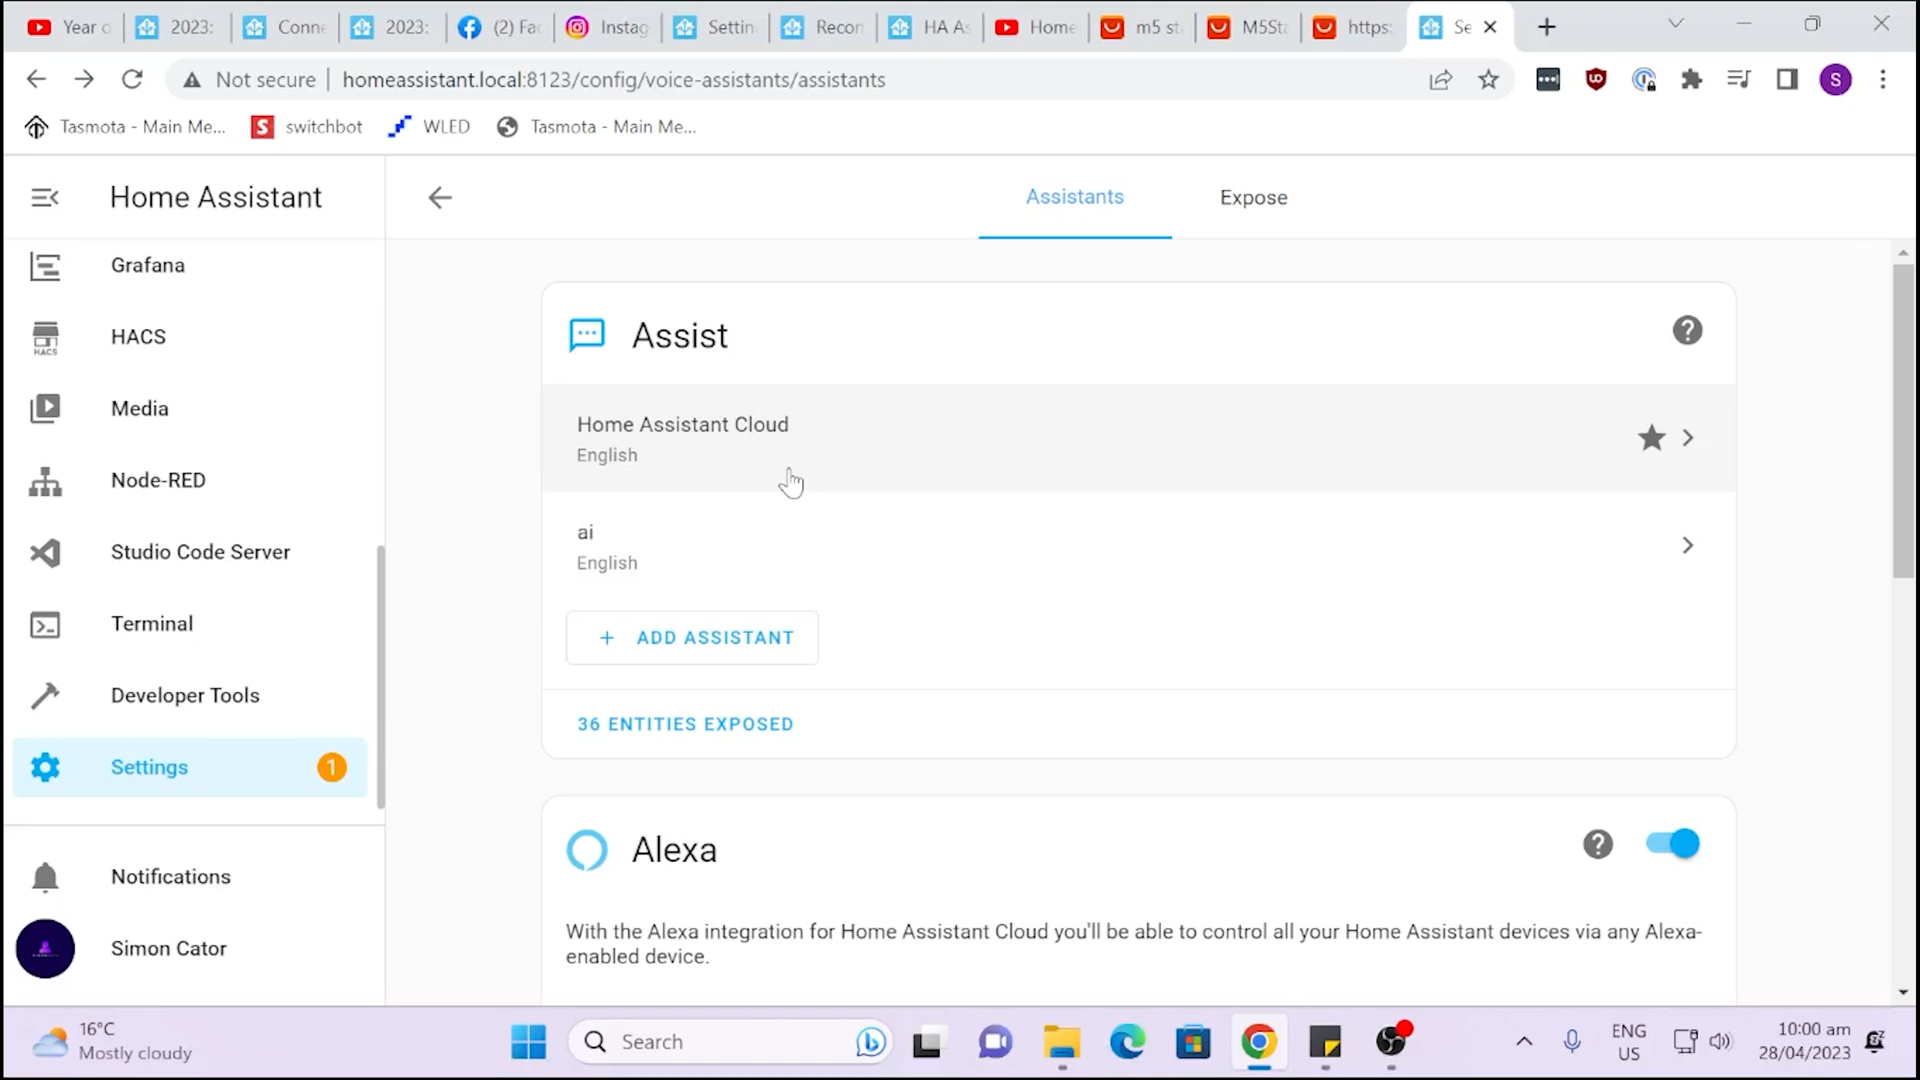 Year o
2023:
Conne
2023:
(2) Fac
Instag
Settin
Recon
HA As
Home
m5 st
M5Sta
https:
Se
Not secure
homeassistant.local:8123/config/voice-assistants/assistants
S
Tasmota - Main Me...
S
switchbot
WLED
Tasmota - Main Me...
Home Assistant
Assistants
Expose
Grafana
HACS
HACS
Media
Node-RED
Studio Code Server
Terminal
Developer Tools
Settings
1
Notifications
Simon Cator
Assist
Home Assistant Cloud
English
ai
English
+ ADD ASSISTANT
36 ENTITIES EXPOSED
Alexa
With the Alexa integration for Home Assistant Cloud you'll be able to control all your Home Assistant devices via any Alexa-
enabled device.
16°C
Mostly cloudy
Search
ENG
US
10:00 am
28/04/2023